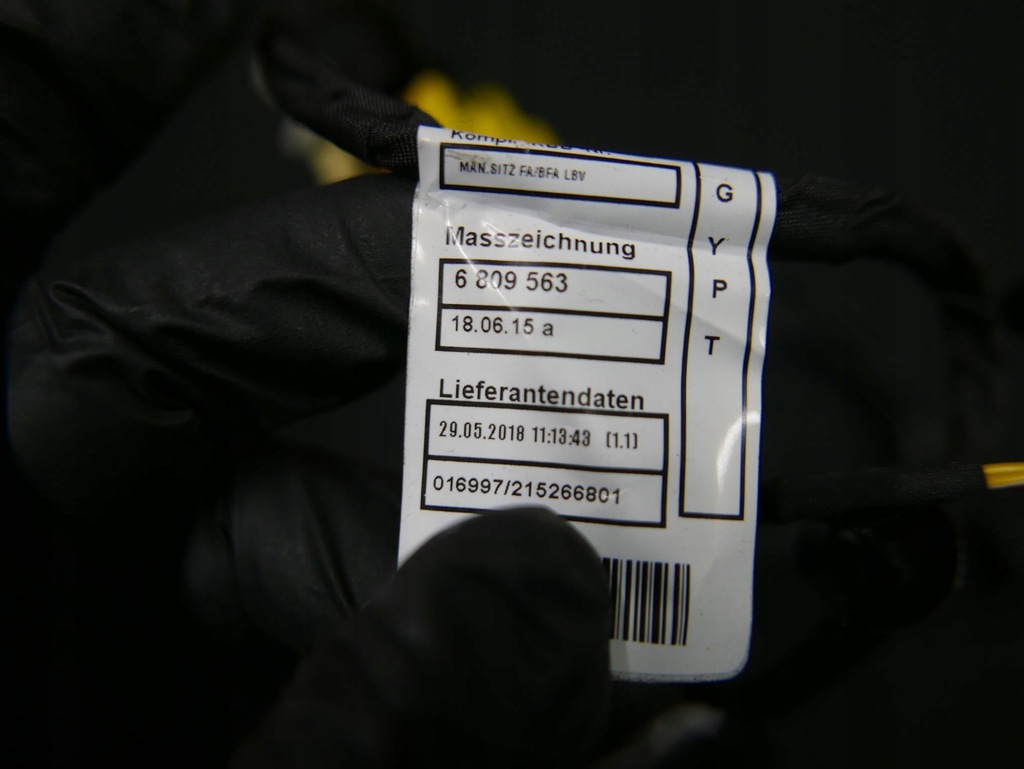 MAN.SITZ FA/BFA LBV
Masszeichnung
6 809 563
18.06.15 a
Lieferantendaten
29.05.2018 11:13:43 (1.1)
016997/215266801
G
Y
P
T